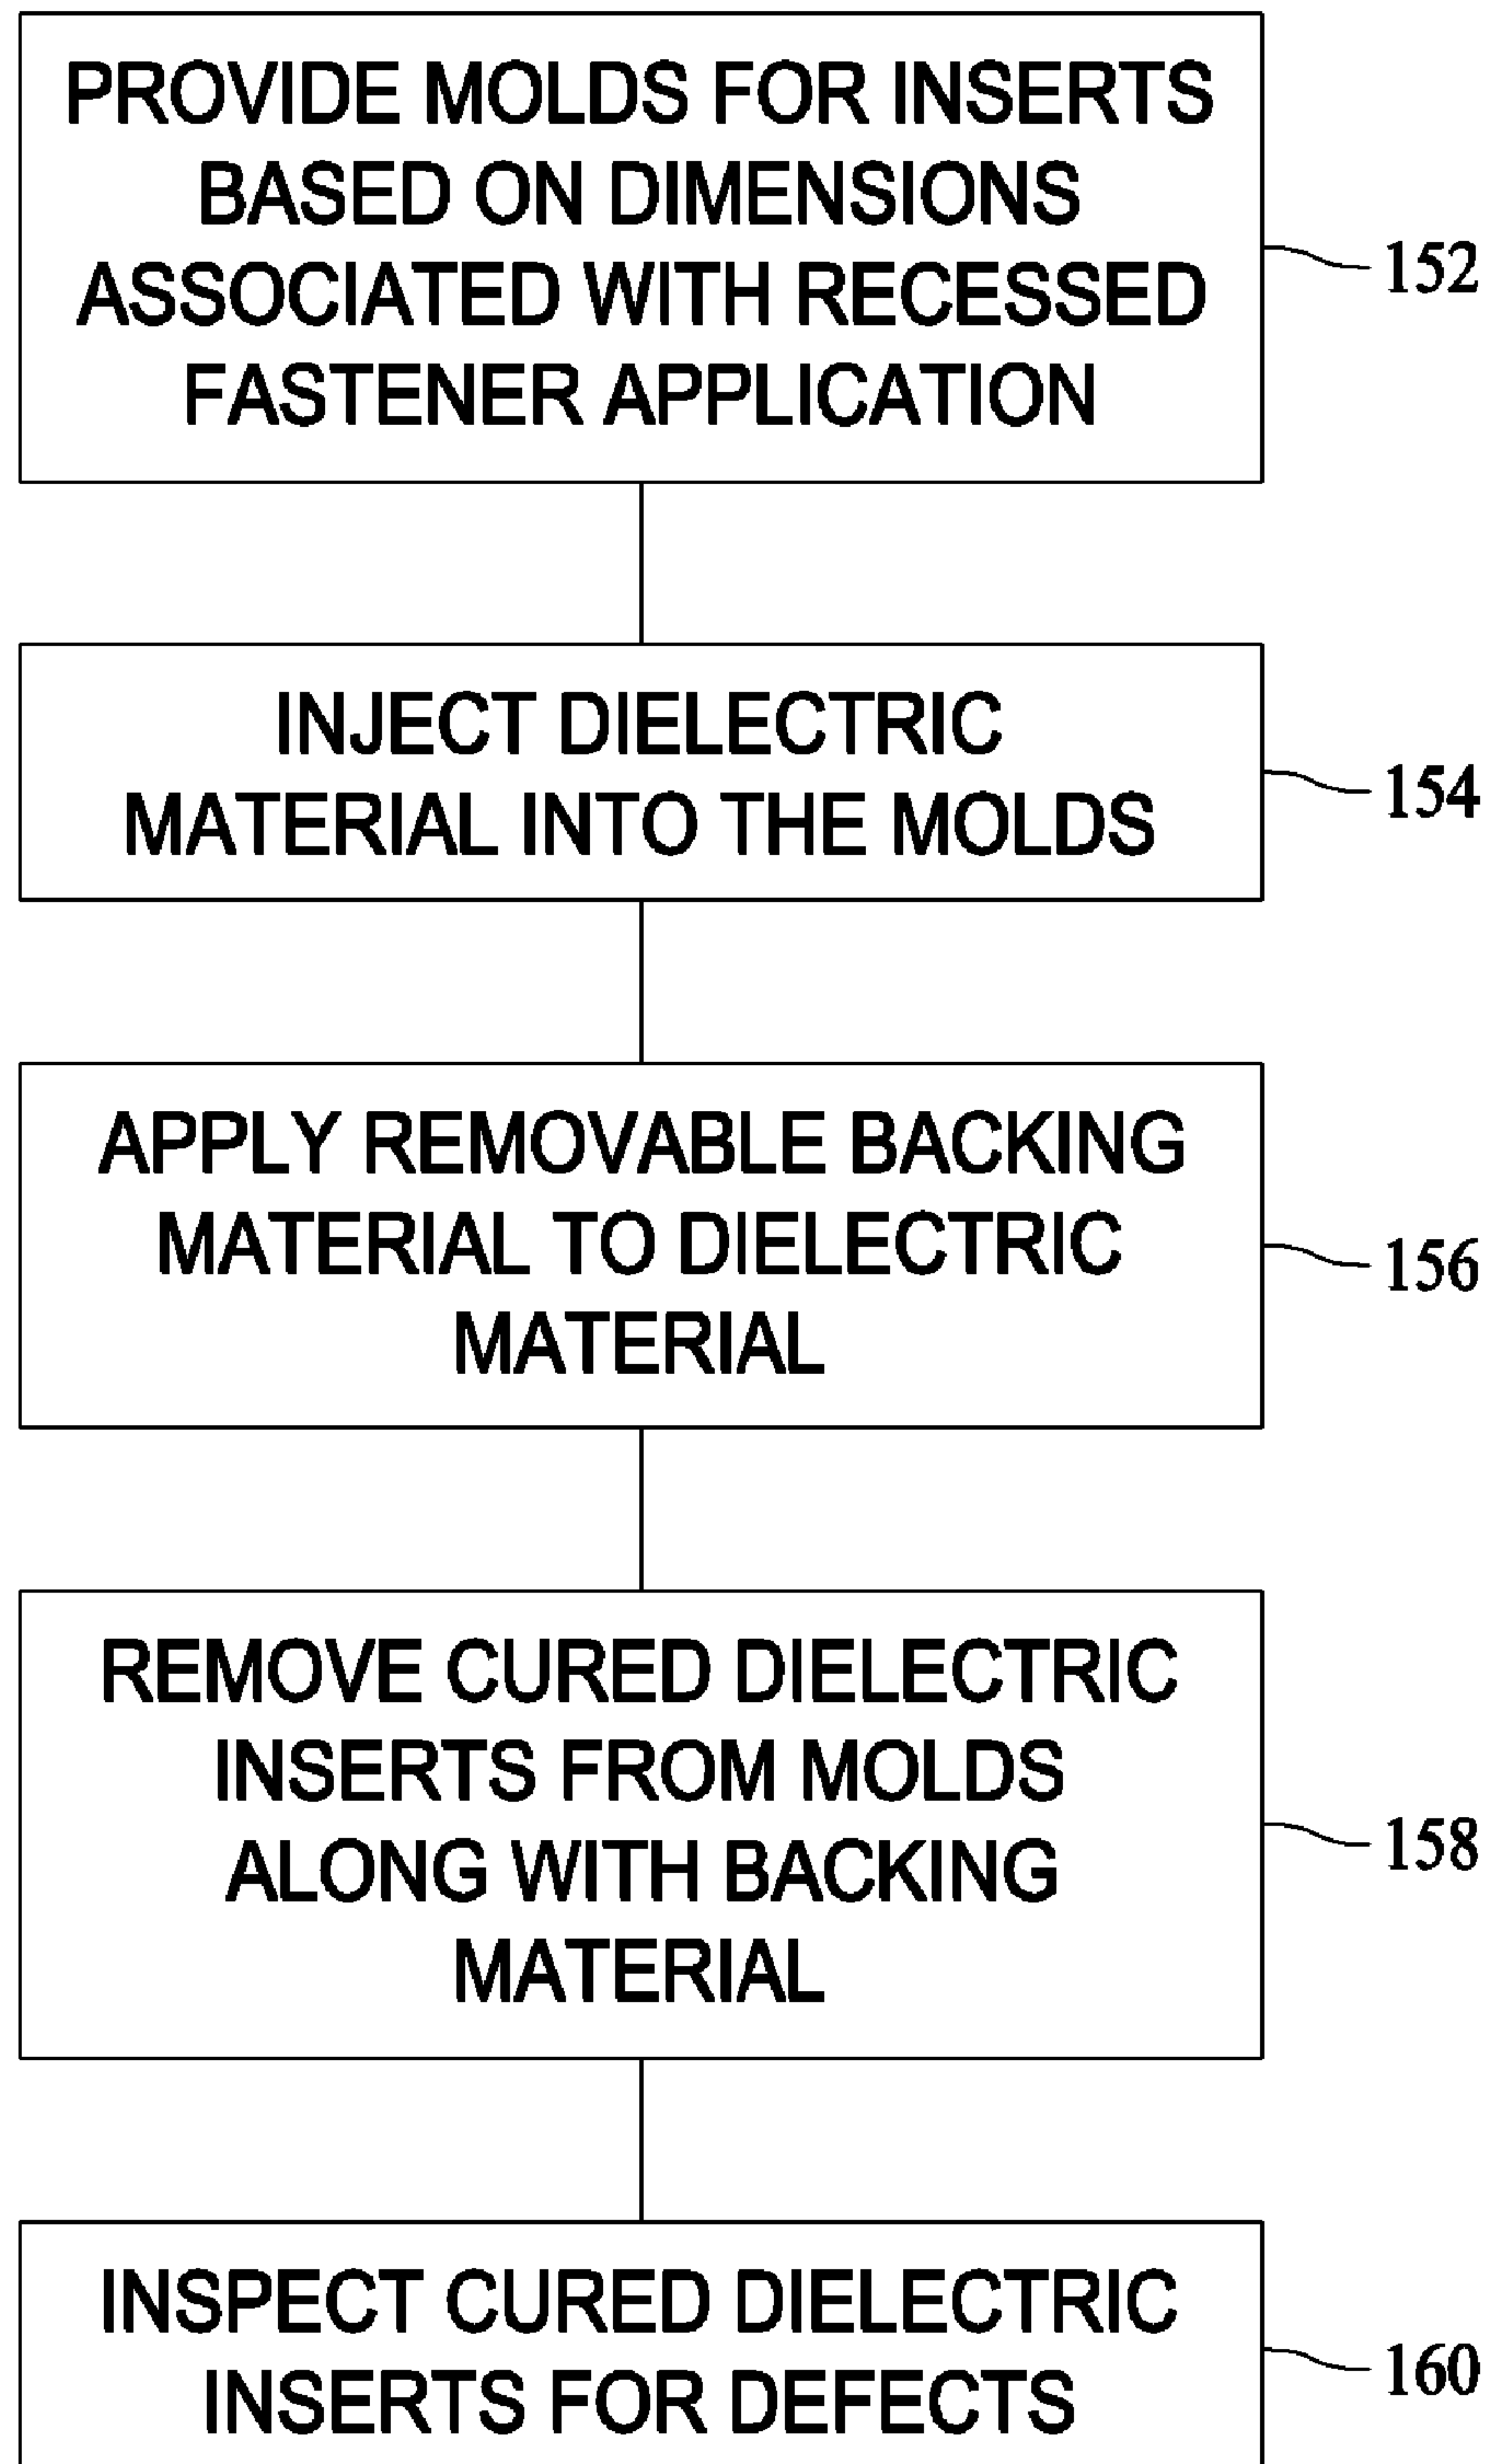 PROVIDE MOLDS FOR INSERTS
BASED ON DIMENSIONS
ASSOCIATED WITH RECESSED
FASTENER APPLICATION
152
INJECT DIELECTRIC
MATERIAL INTO THE MOLDS
154
APPLY REMOVABLE BACKING
MATERIAL TO DIELECTRIC
MATERIAL
156
REMOVE CURED DIELECTRIC
INSERTS FROM MOLDS
ALONG WITH BACKING
MATERIAL
158
INSPECT CURED DIELECTRIC
INSERTS FOR DEFECTS
160